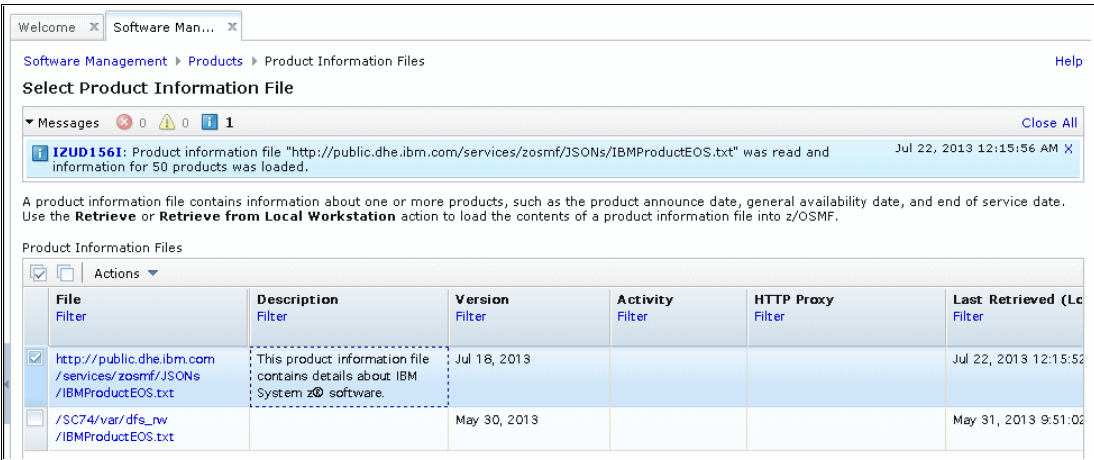 Welcome X Software Man... X
Software Management Products Product Information Files Help
Select Product Information File
Messages 0 0 1 Close All
IZUD156I: Product information file "http://public.dhe.ibm.com/services/zosmf/JSONs/IBMProductEOS.txt" was read and Jul 22, 2013 12:15:56 AM X
information for 50 products was loaded.
A product information file contains information about one or more products, such as the product announce date, general availability date, and end of service date.
Use the Retrieve or Retrieve from Local Workstation action to load the contents of a product information file into z/OSMF.
Product Information Files
Actions
File Description Version Activity HTTP Proxy Last Retrieved (Lo
Filter Filter Filter Filter Filter Filter
http://public.dhe.ibm.com This product information file Jul 18, 2013 Jul 22, 2013 12:15:52
/services/zosmf/JSONs contains details about IBM
/IBMProductEOS.txt System z® software.
/SC74/var/dfs_rw May 30, 2013 May 31, 2013 9:51:02
/IBMProductEOS.txt